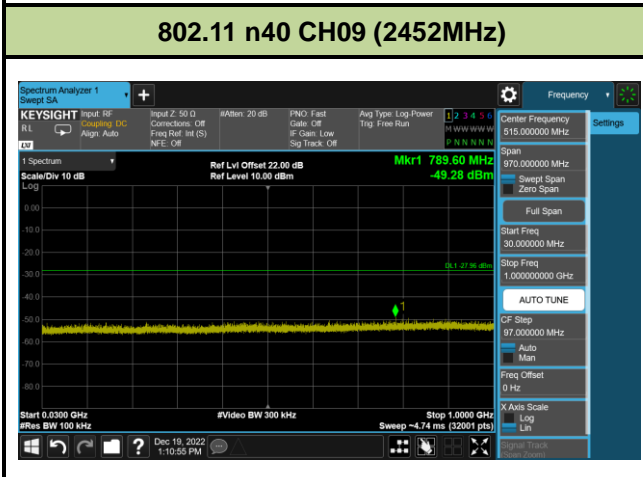 802.11 n40 CH09 (2452MHz)
Spectrum Analyzer 1
Swept SA
+
Frequency
KEYSIGHT
RL
LXI
Input: RF
Coupling: DC
Align: Auto
Input Z: 50 Ω
Corrections: Off
Freq Ref: Int (S)
NFE: Off
#Atten: 20 dB
PNO: Fast
Gate: Off
IF Gain: Low
Sig Track: Off
Avg Type: Log-Power
Trig: Free Run
1 2 3 4 5 6
M W W W W W
P N N N N N
1 Spectrum
Scale/Div 10 dB
Ref Lvl Offset 22.00 dB
Ref Level 10.00 dBm
Mkr1 789.60 MHz
-49.28 dBm
Log
0.00
-10.0
-20.0
-30.0
-40.0
-50.0
-60.0
-70.0
-80.0
DL1 -27.95 dBm
1
Start 0.0300 GHz
#Res BW 100 kHz
#Video BW 300 kHz
Stop 1.0000 GHz
Sweep ~4.74 ms (32001 pts)
Dec 19, 2022
1:10:55 PM
?
Center Frequency
515.000000 MHz
Settings
Span
970.000000 MHz
Swept Span
Zero Span
Full Span
Start Freq
30.000000 MHz
Stop Freq
1.00000000 GHz
AUTO TUNE
CF Step
97.000000 MHz
Auto
Man
Freq Offset
0 Hz
X Axis Scale
Log
Lin
Signal Track
(Span Zoom)